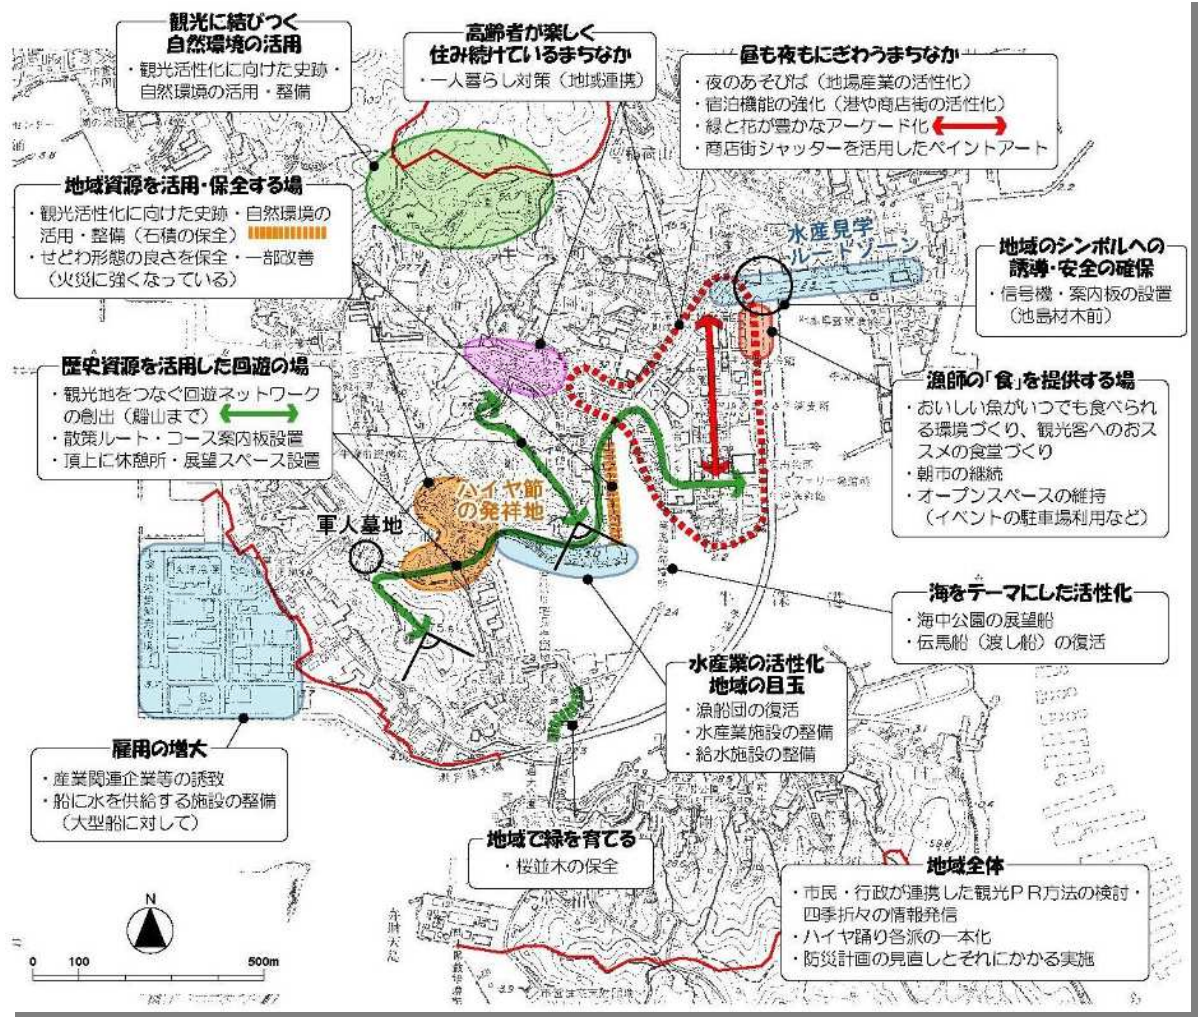 観光に結びつく
自然環境の活用
・観光活性化に向けた史跡・
自然環境の活用・整備
高齢者が楽しく
住み続けているまちなか
・一人暮らし対策（地域連携）
昼も夜もにぎわうまちなか
・夜のあそびば（地場産業の活性化）
・宿泊機能の強化（港や商店街の活性化）
・緑と花が豊かなアーケード化
・商店街シャッターを活用したペイントアート
地域資源を活用・保全する場
・観光活性化に向けた史跡・自然環境の
活用・整備（石積の保全）
・せどわ形態の良さを保全・一部改善
（火災に強くなっている）
水産見学
ルートゾーン
地域のシンボルへの
誘導・安全の確保
・信号機・案内板の設置
（池島材木前）
歴史資源を活用した回遊の場
・観光地をつなぐ回遊ネットワーク
の創出（艫山まで）
・散策ルート・コース案内板設置
・頂上に休憩所・展望スペース設置
漁師の「食」を提供する場
・おいしい魚がいつでも食べられ
る環境づくり、観光客へのおス
スメの食堂づくり
・朝市の継続
・オープンスペースの維持
（イベントの駐車場利用など）
ハイヤ節
の発祥地
軍人墓地
海をテーマにした活性化
・海中公園の展望船
・伝馬船（渡し船）の復活
水産業の活性化
地域の目玉
・漁船団の復活
・水産業施設の整備
・給水施設の整備
雇用の増大
・産業関連企業等の誘致
・船に水を供給する施設の整備
（大型船に対して）
地域で緑を育てる
・桜並木の保全
地域全体
・市民・行政が連携した観光ＰＲ方法の検討・
四季折々の情報発信
・ハイヤ踊り各派の一本化
・防災計画の見直しとそれにかかる実施
N
0 100 500m